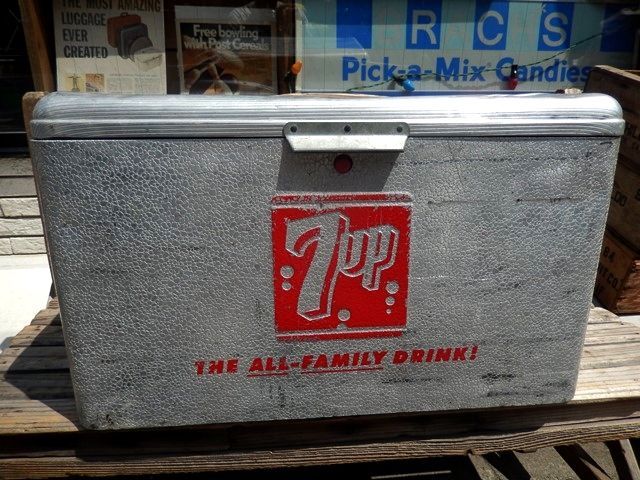 THE MOST AMAZING
LUGGAGE
EVER
CREATED
Free bowling
with Post Cereals
RCS
Pick-a-Mix Candies
7up
THE ALL-FAMILY DRINK!